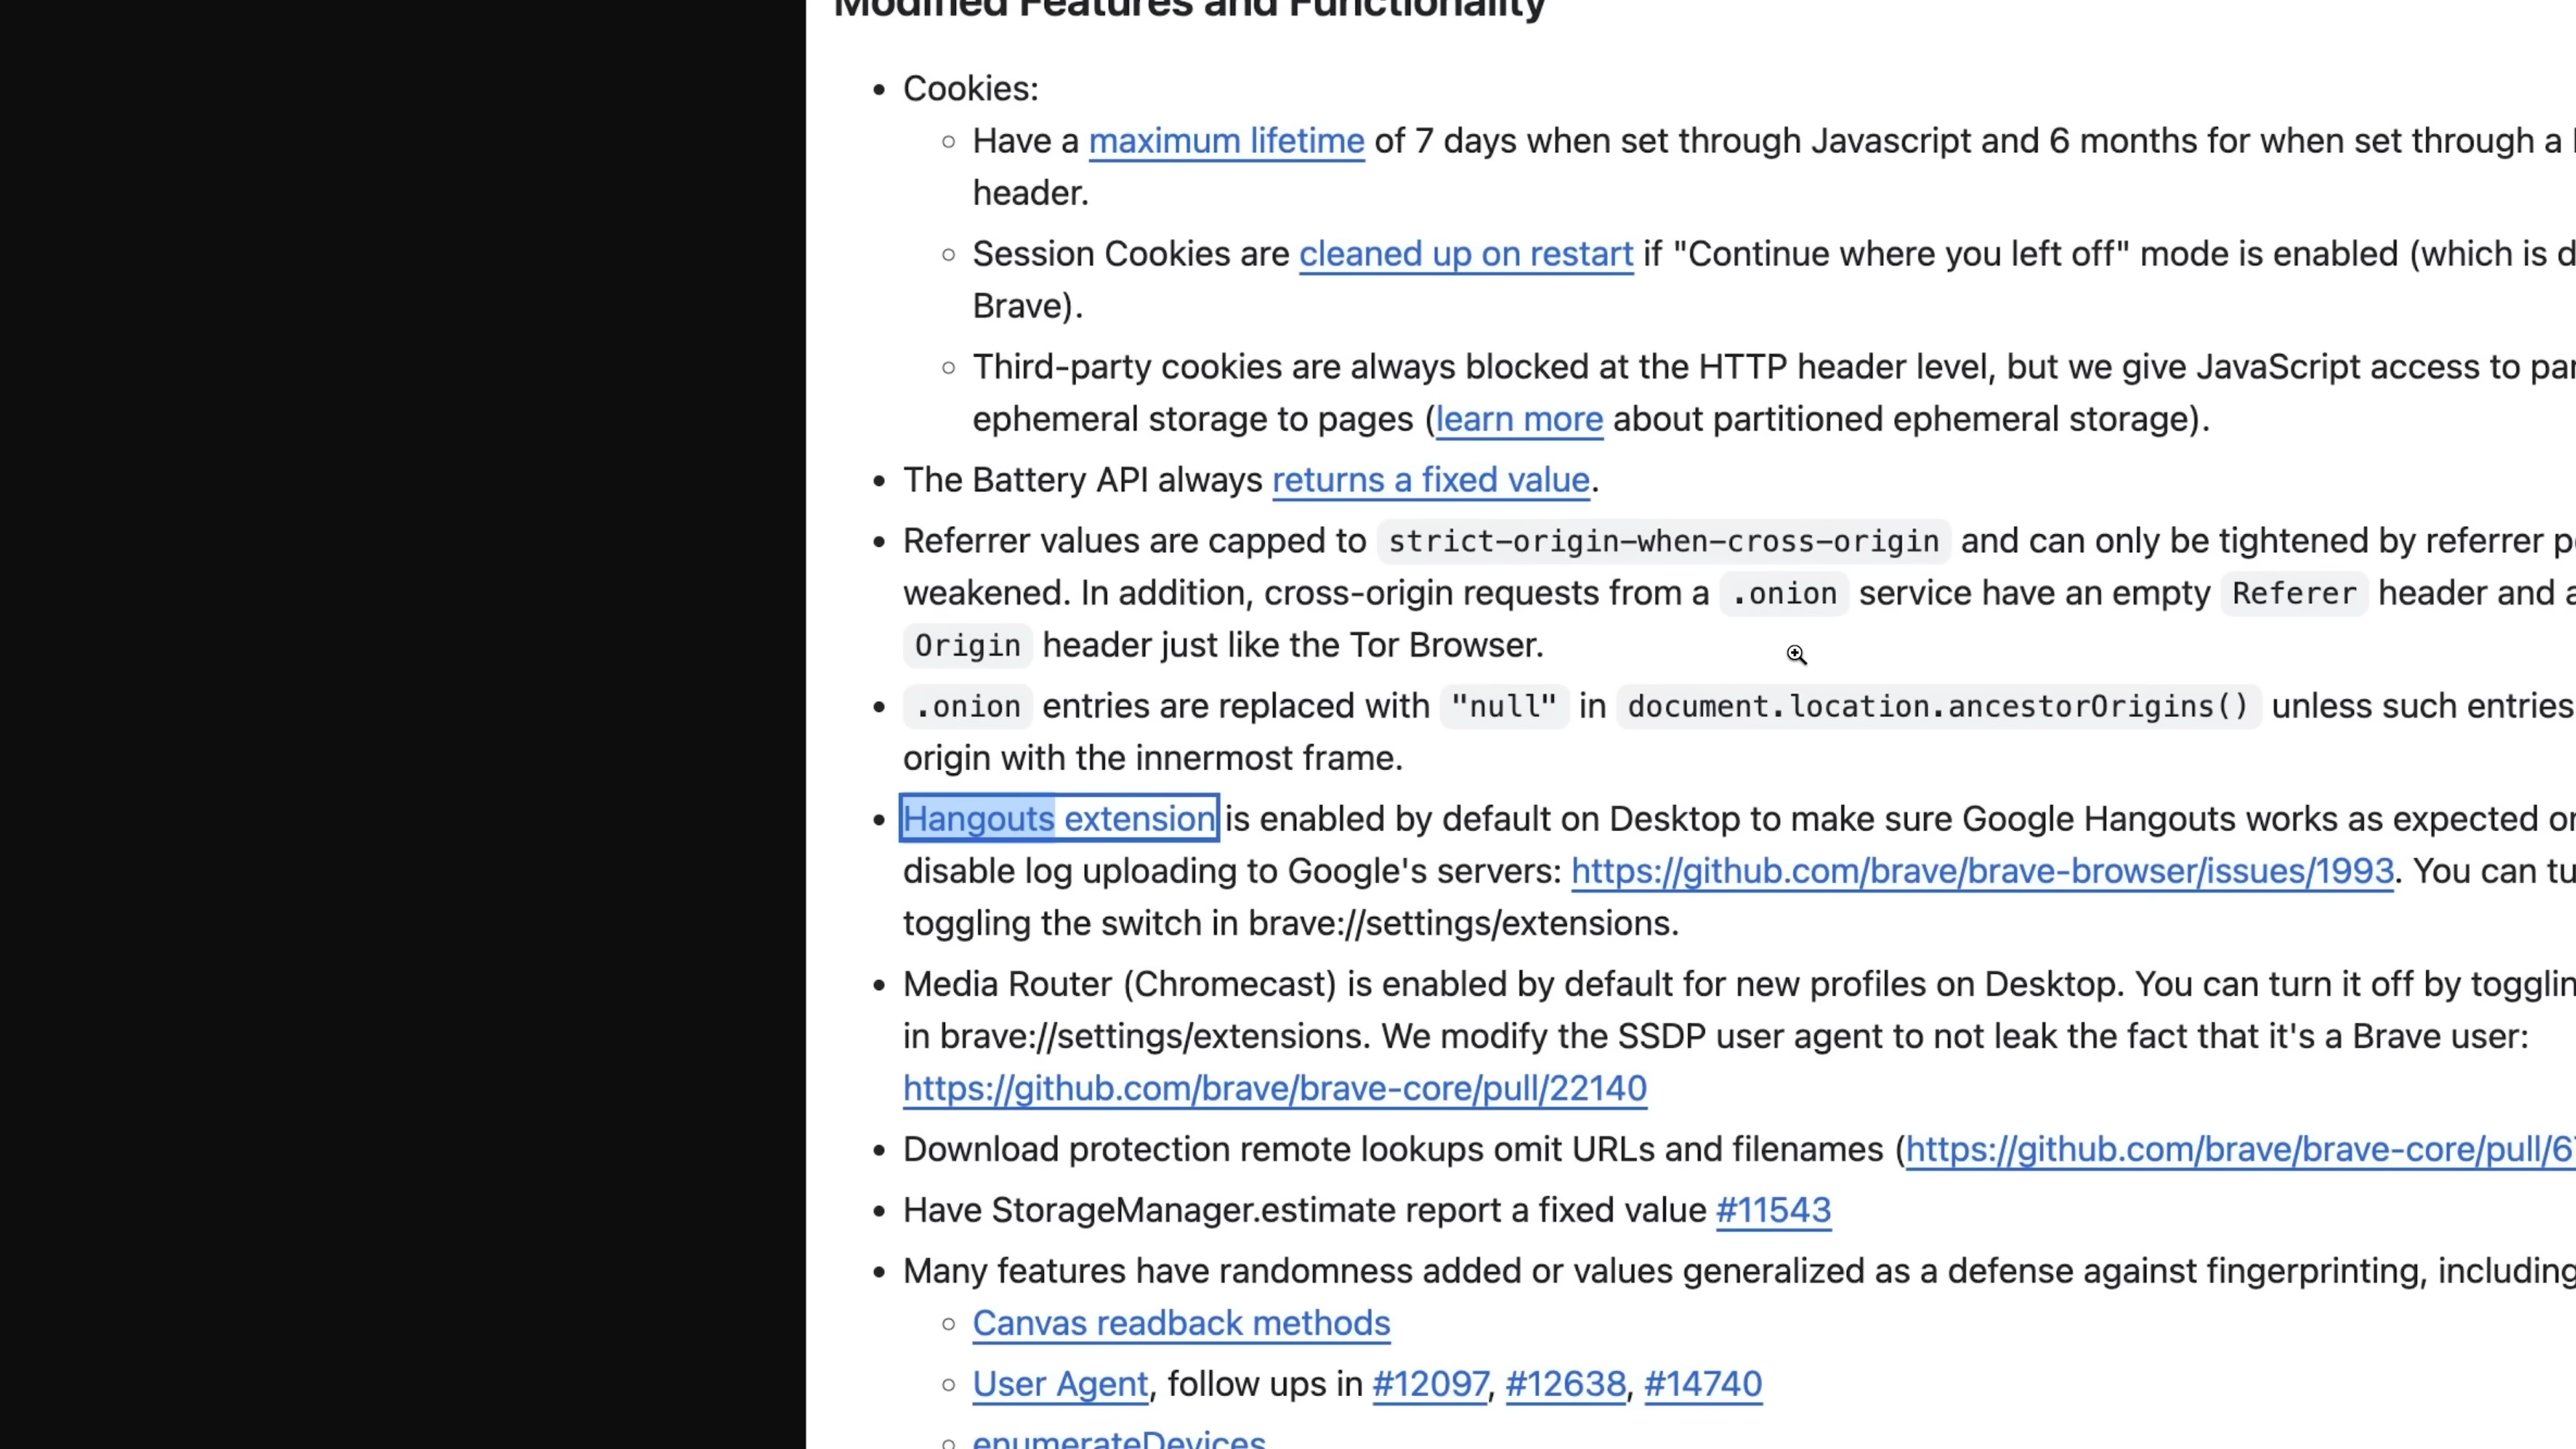 Modified Features and Functionality
Cookies:
Have a maximum lifetime of 7 days when set through Javascript and 6 months for when set through a
header.
Session Cookies are cleaned up on restart if "Continue where you left off" mode is enabled (which is
Brave).
Third-party cookies are always blocked at the HTTP header level, but we give JavaScript access to
ephemeral storage to pages (learn more about partitioned ephemeral storage).
The Battery API always returns a fixed value.
Referrer values are capped to strict-origin-when-cross-origin and can only be tightened by referrer
weakened. In addition, cross-origin requests from a .onion service have an empty Referer header and
Origin header just like the Tor Browser.
.onion entries are replaced with "null" in document.location.ancestorOrigins() unless such entries
origin with the innermost frame.
Hangouts extension is enabled by default on Desktop to make sure Google Hangouts works as expected
disable log uploading to Google's servers: https://github.com/brave/brave-browser/issues/1993. You can
toggling the switch in brave://settings/extensions.
Media Router (Chromecast) is enabled by default for new profiles on Desktop. You can turn it off by
in brave://settings/extensions. We modify the SSDP user agent to not leak the fact that it's a Brave user:
https://github.com/brave/brave-core/pull/22140
Download protection remote lookups omit URLs and filenames (https://github.com/brave/brave-core/pull/6
Have StorageManager.estimate report a fixed value #11543
Many features have randomness added or values generalized as a defense against fingerprinting, including
Canvas readback methods
User Agent, follow ups in #12097, #12638, #14740
enumerateDevices